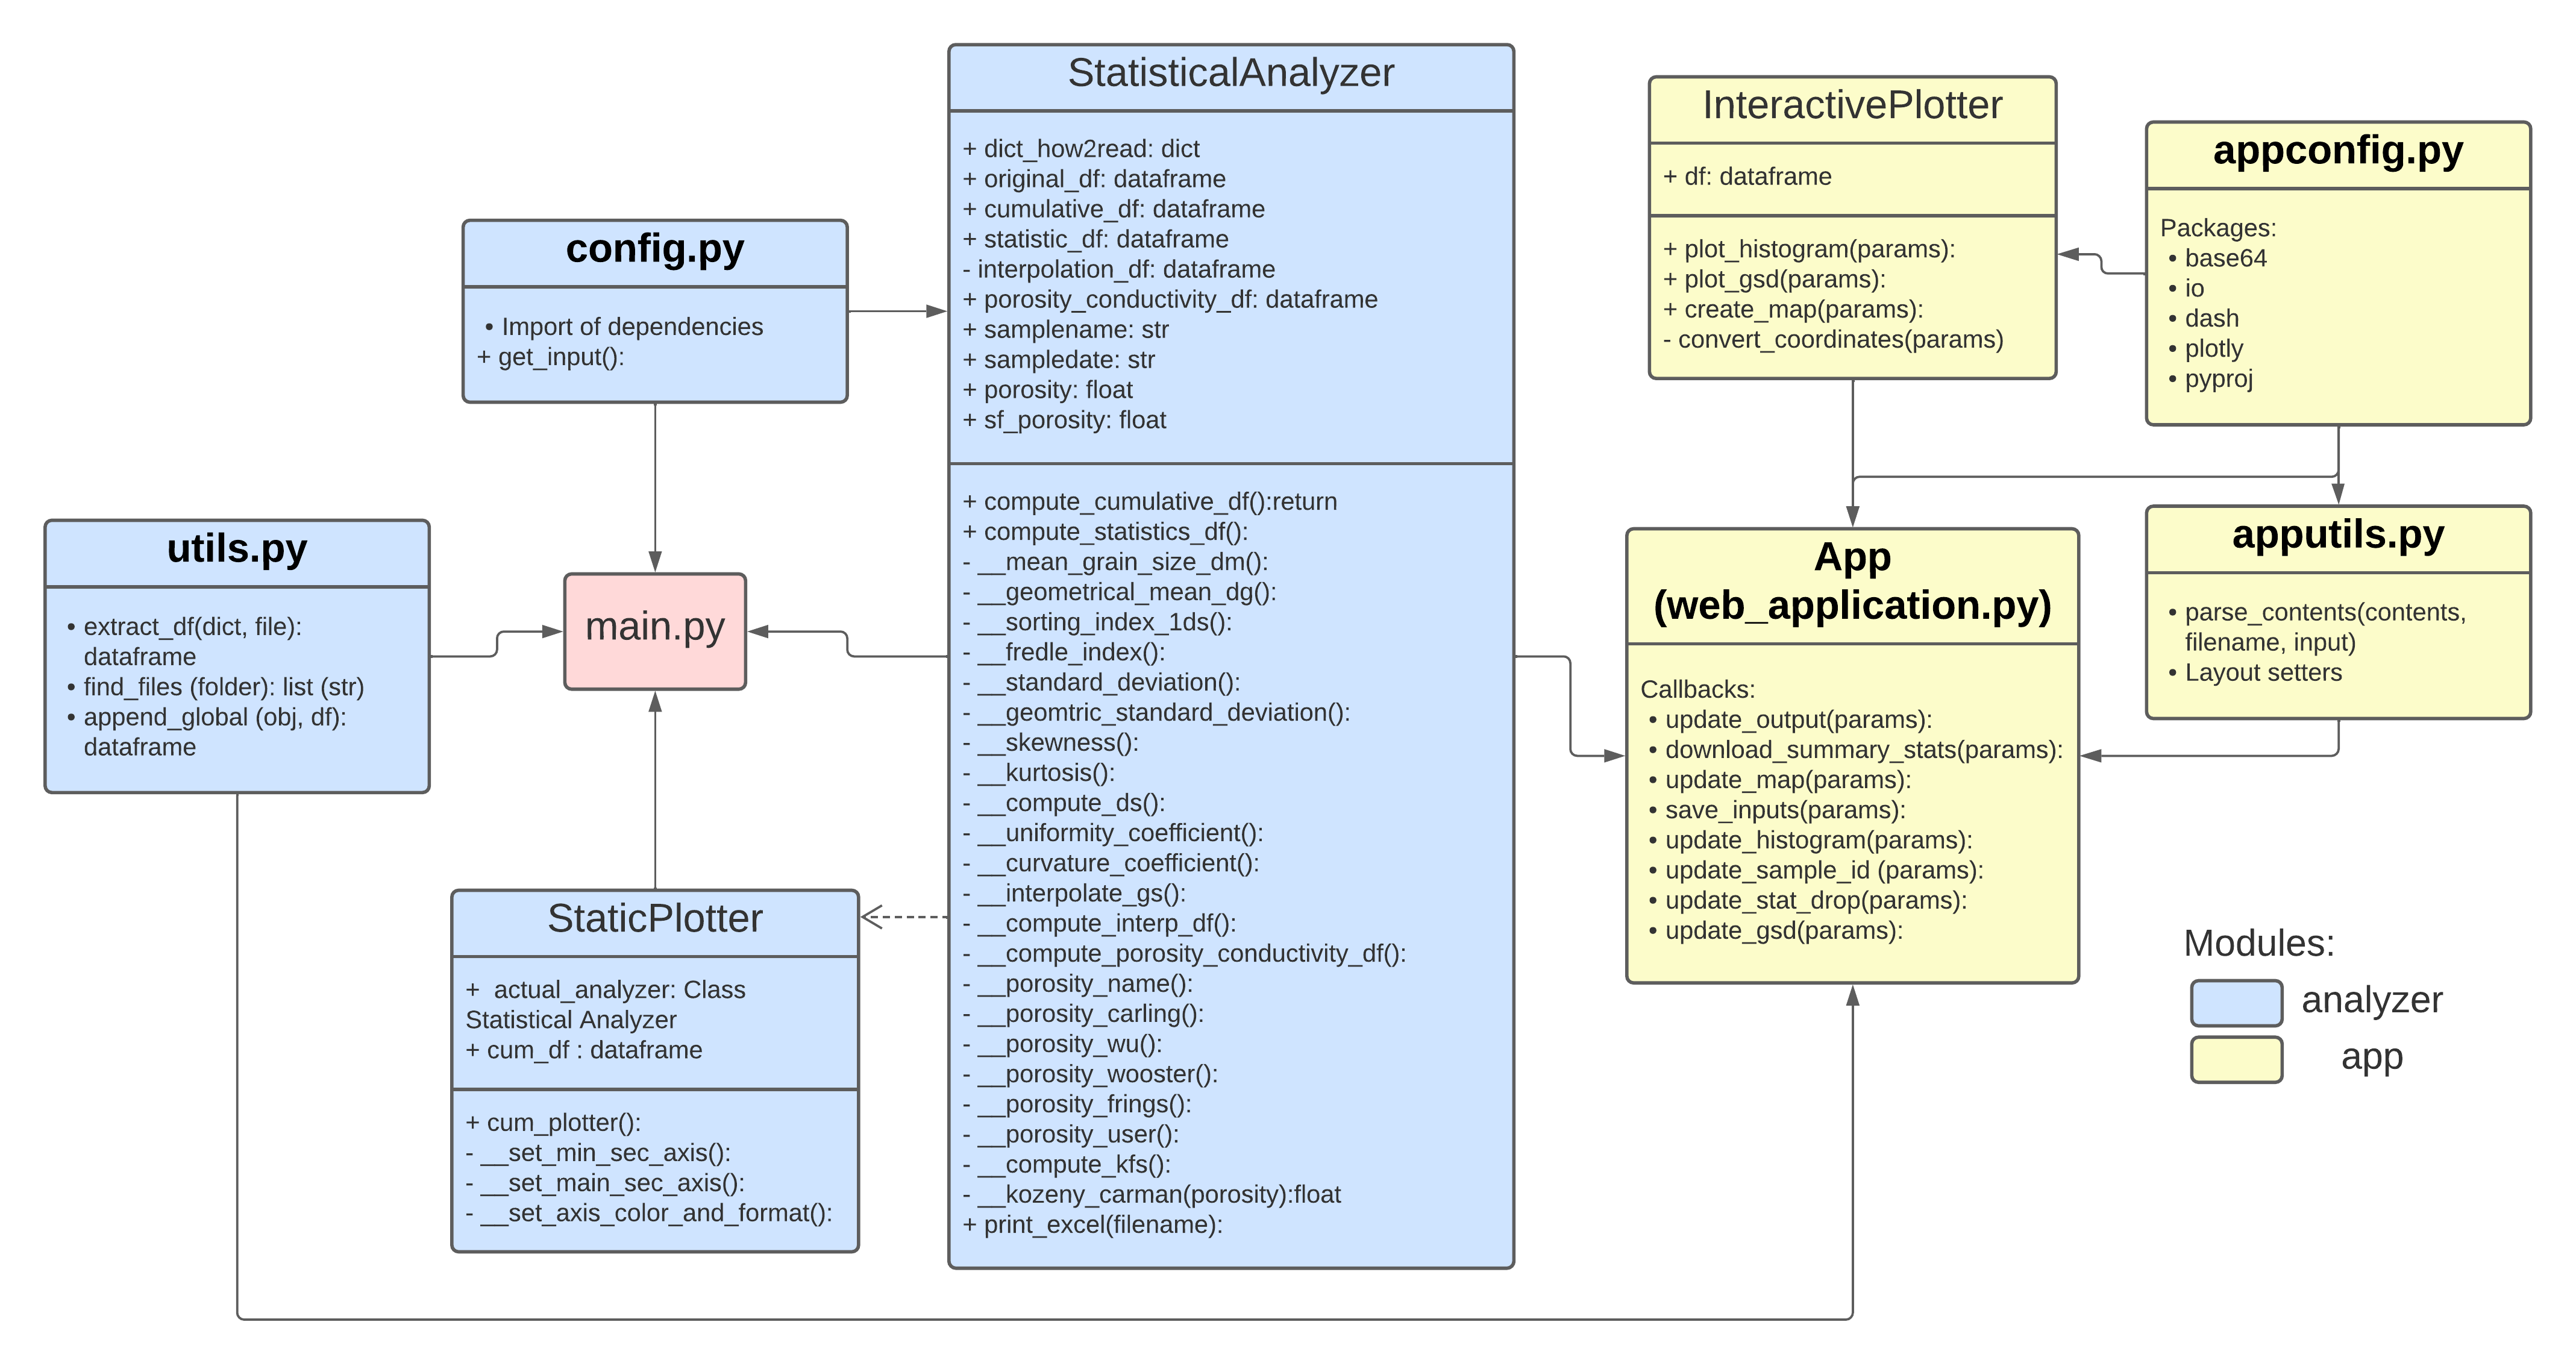 StatisticalAnalyzer
+ dict_how2read: dict
+ original_df: dataframe
+ cumulative_df: dataframe
+ statistic_df: dataframe
- interpolation_df: dataframe
+ porosity_conductivity_df: dataframe
+ samplename: str
+ sampledate: str
+ porosity: float
+ sf_porosity: float
+ compute_cumulative_df():return
+ compute_statistics_df():
- __mean_grain_size_dm():
- __geometrical_mean_dg():
- __sorting_index_1ds():
- __fredle_index():
- __standard_deviation():
- __geomtric_standard_deviation():
- __skewness():
- __kurtosis():
- __compute_ds():
- __uniformity_coefficient():
- __curvature_coefficient():
- __interpolate_gs():
- __compute_interp_df():
- __compute_porosity_conductivity_df():
- __porosity_name():
- __porosity_carling():
- __porosity_wu():
- __porosity_wooster():
- __porosity_frings():
- __porosity_user():
- __compute_kfs():
- __kozeny_carman(porosity):float
+ print_excel(filename):
config.py
• Import of dependencies
+ get_input():
utils.py
• extract_df(dict, file):
dataframe
• find_files (folder): list (str)
• append_global (obj, df):
dataframe
main.py
StaticPlotter
+ actual_analyzer: Class
Statistical Analyzer
+ cum_df : dataframe
+ cum_plotter():
- __set_min_sec_axis():
- __set_main_sec_axis():
- __set_axis_color_and_format():
InteractivePlotter
+ df: dataframe
+ plot_histogram(params):
+ plot_gsd(params):
+ create_map(params):
- convert_coordinates(params)
appconfig.py
Packages:
• base64
• io
• dash
• plotly
• pyproj
App
(web_application.py)
Callbacks:
• update_output(params):
• download_summary_stats(params):
• update_map(params):
• save_inputs(params):
• update_histogram(params):
• update_sample_id (params):
• update_stat_drop(params):
• update_gsd(params):
apputils.py
• parse_contents(contents,
filename, input)
• Layout setters
Modules:
analyzer
app